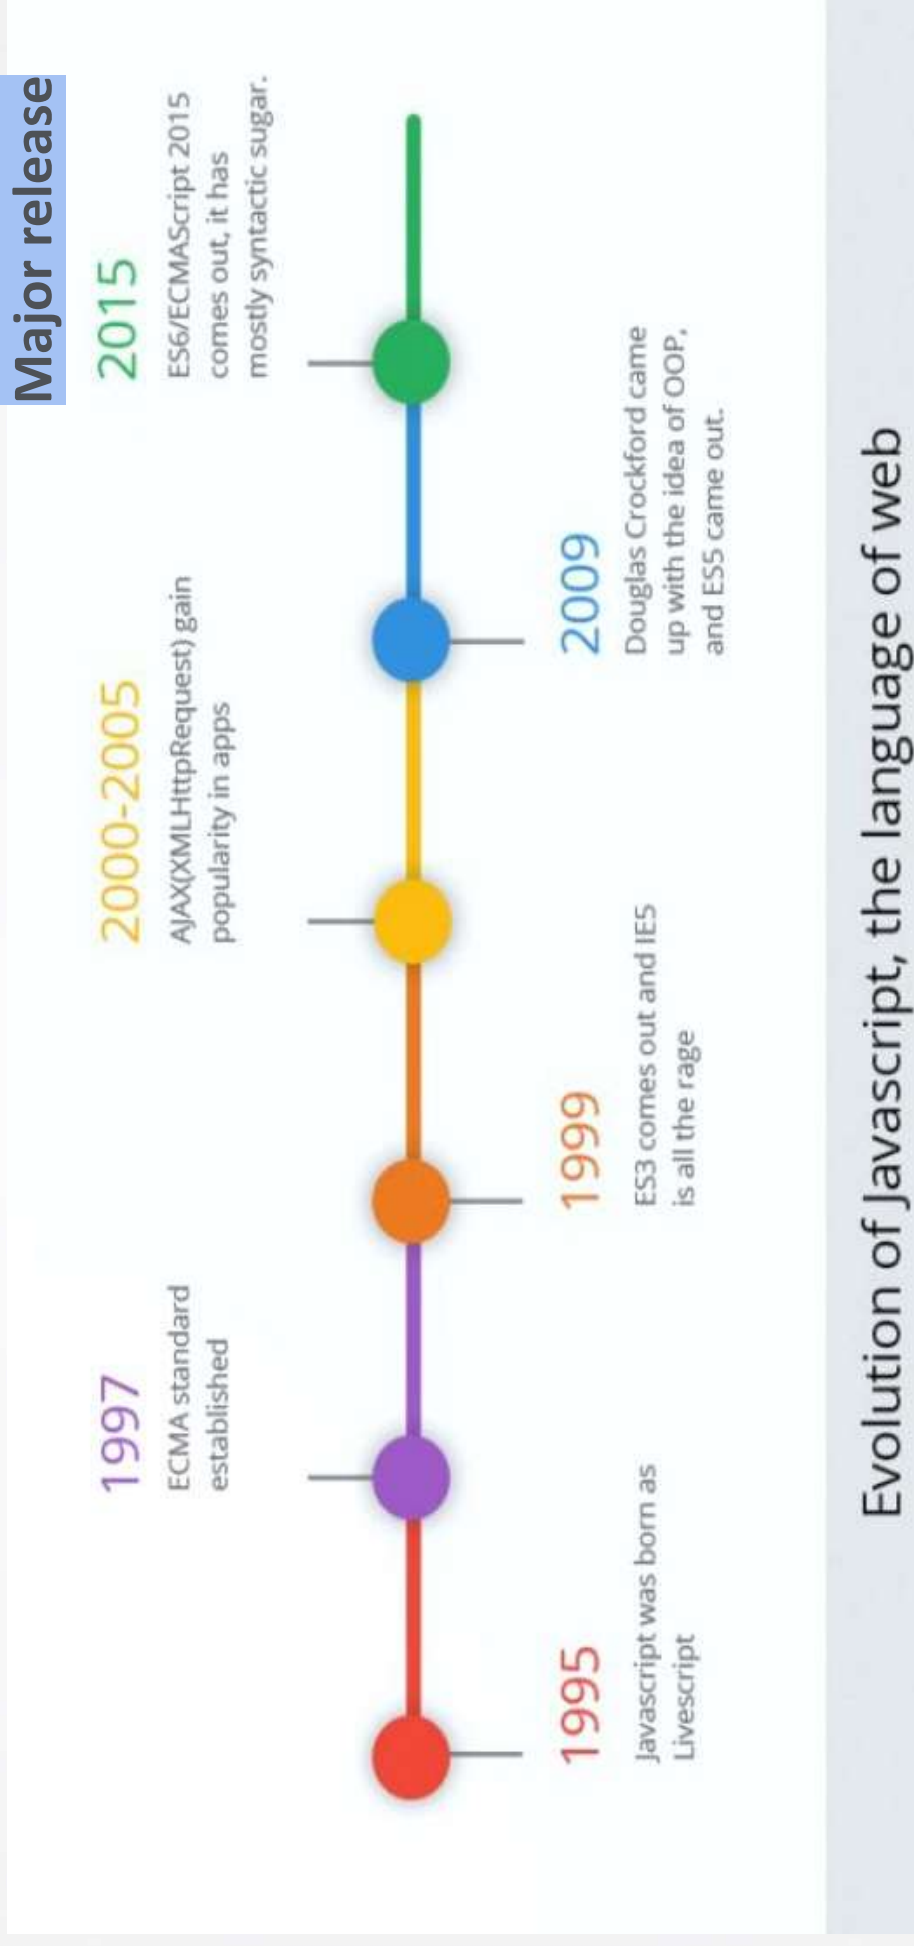 Major release
1995
Javascript was born as
Livescript
1997
ECMA standard
established
1999
ES3 comes out and IE5
is all the rage
2000-2005
AJAX(XMLHttpRequest) gain
popularity in apps
2009
Douglas Crockford came
up with the idea of OOP,
and ES5 came out.
2015
ES6/ECMAScript 2015
comes out, it has
mostly syntactic sugar.
Evolution of Javascript, the language of web